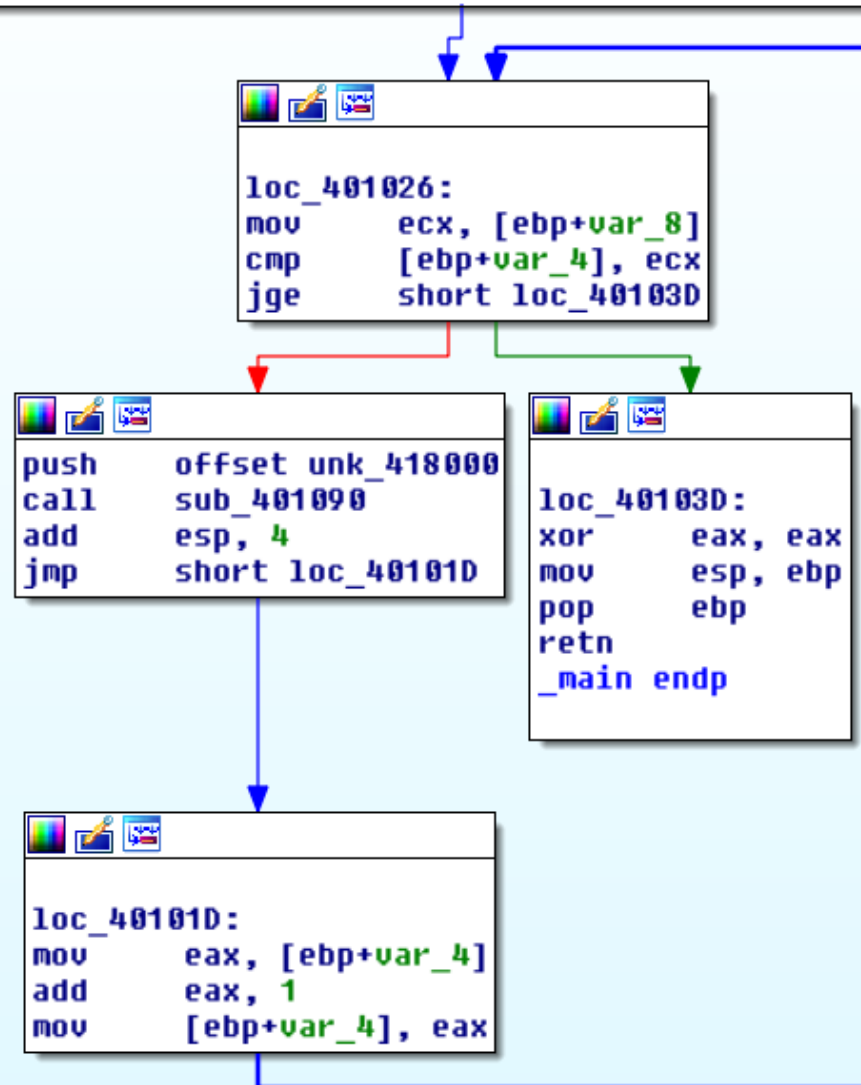 loc_401026:
mov ecx, [ebp+var_8]
cmp [ebp+var_4], ecx
jge short loc_40103D
push offset unk_418000
call sub_401090
add esp, 4
jmp short loc_40101D
loc_40103D:
xor eax, eax
mov esp, ebp
pop ebp
retn
_main endp
loc_40101D:
mov eax, [ebp+var_4]
add eax, 1
mov [ebp+var_4], eax